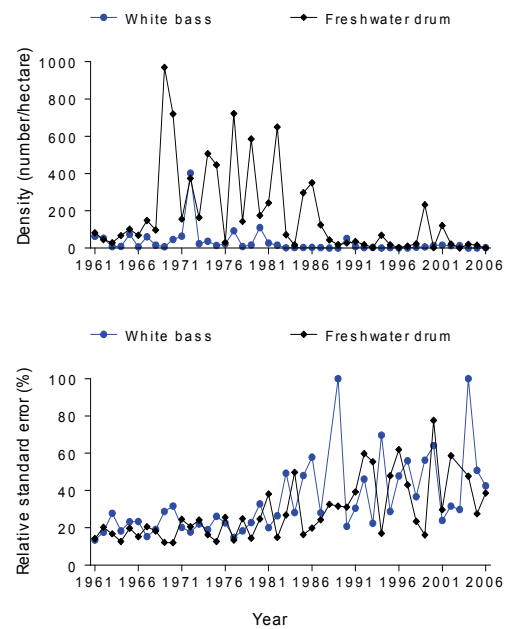 White bass Freshwater drum
Density (number/hectare)
1000
800
600
400
200
0
1961 1966 1971 1976 1981 1986 1991 1996 2001 2006
White bass Freshwater drum
Relative standard error (%)
100
80
60
40
20
0
1961 1966 1971 1976 1981 1986 1991 1996 2001 2006
Year